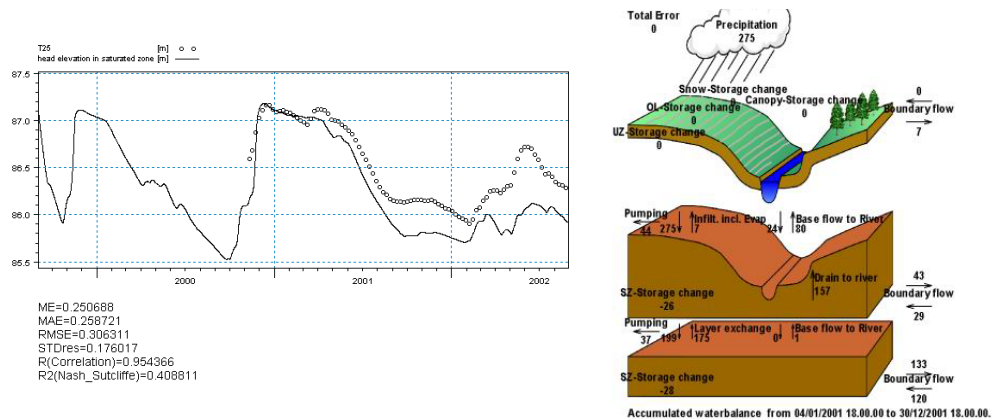 T25 [m]
head elevation in saturated zone [m]
87.5
87.0
86.5
86.0
85.5
2000
2001
2002
ME=0.250688
MAE=0.258721
RMSE=0.306311
STDres=0.176017
R(Correlation)=0.954366
R2(Nash_Sutcliffe)=0.408811
Total Error
0
Precipitation
275
Snow-Storage change
0
Canopy-Storage change
0
OL-Storage change
0
UZ-Storage change
0
0
Boundary flow
7
Pumping
44
275
Infilt. incl. Evap
7
24
Base flow to River
80
Drain to river
157
SZ-Storage change
-26
43
Boundary flow
29
Pumping
37
199
Layer exchange
175
0
Base flow to River
1
SZ-Storage change
-28
133
Boundary flow
120
Accumulated waterbalance from 04/01/2001 18.00.00 to 30/12/2001 18.00.00.